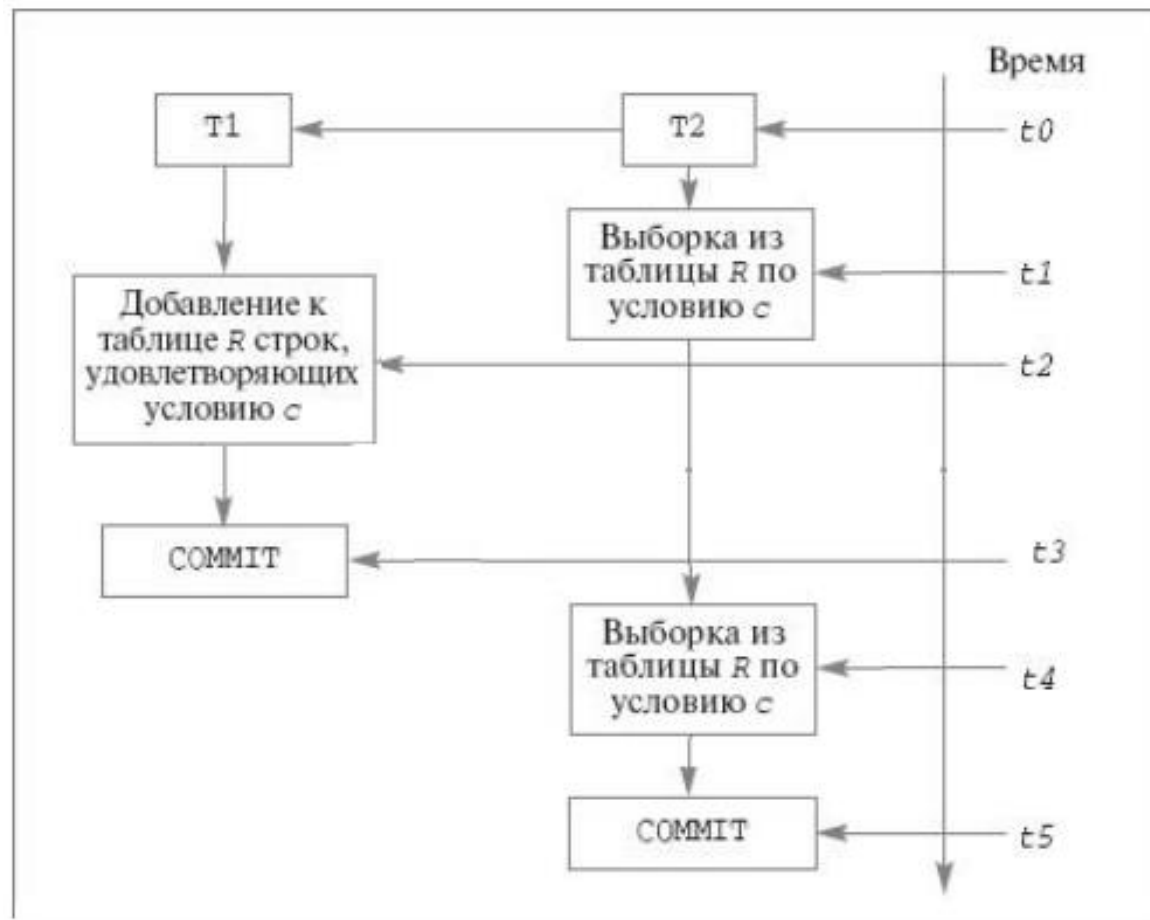 Время
T1
T2
t0
Выборка из
таблицы R по
условию c
t1
Добавление к
таблице R строк,
удовлетворяющих
условию c
t2
COMMIT
t3
Выборка из
таблицы R по
условию c
t4
COMMIT
t5